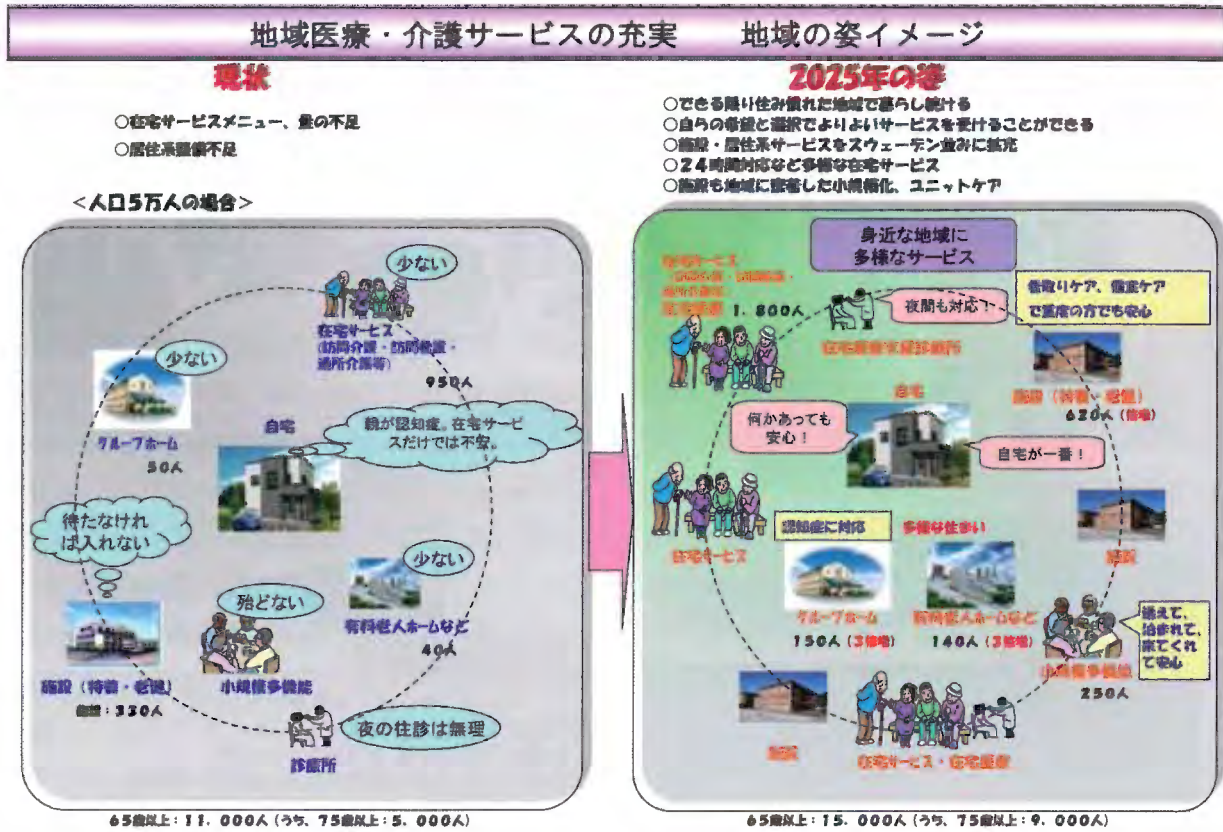 地域医療・介護サービスの充実　　地域の姿イメージ
現状
○在宅サービスメニュー、量の不足
○居住系整備不足
<人口5万人の場合>
少ない
在宅サービス
(訪問介護・訪問看護・
通所介護等)
950人
少ない
グループホーム
50人
自宅
親が認知症。在宅サービ
スだけでは不安。
待たなけれ
ば入れない
少ない
有料老人ホームなど
40人
殆どない
施設（特養・老健）
小規模多機能
施設：330人
夜の往診は無理
診療所
65歳以上：11，000人（うち、75歳以上：5，000人）
2025年の姿
○できる限り住み慣れた地域で暮らし続ける
○自らの希望と選択でよりよいサービスを受けることができる
○施設・居住系サービスをスウェーデン並みに拡充
○24時間対応など多様な在宅サービス
○施設も地域に密着した小規模化、ユニットケア
身近な地域に
多様なサービス
在宅サービス
1，800人
夜間も対応！
在宅療養支援診療所
看取りケア、重度ケア
で重度の方でも安心
施設（特養・老健）
620人（倍増）
自宅
何かあっても
安心！
自宅が一番！
在宅サービス
認知症に対応
多様な住まい
施設
グループホーム
有料老人ホームなど
150人（3倍増）
140人（3倍増）
通えて、
泊まれて、
来てくれ
て安心
小規模多機能
250人
施設
在宅サービス・在宅医療
65歳以上：15，000人（うち、75歳以上：9，000人）